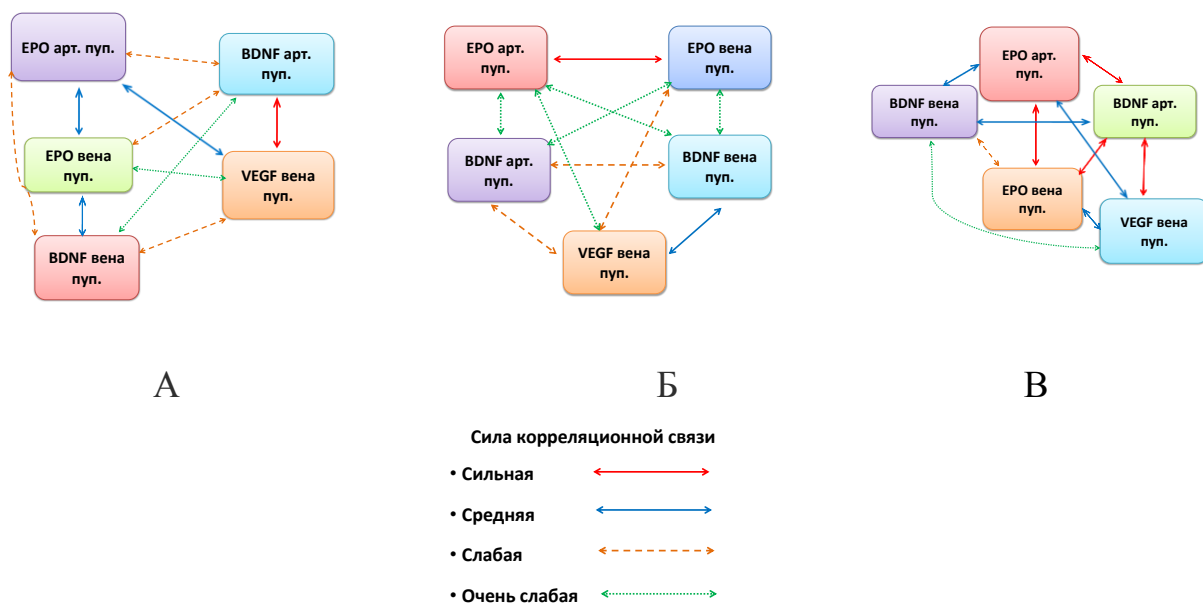 EPO арт. пуп.
BDNF арт.
пуп.
EPO вена
пуп.
VEGF вена
пуп.
BDNF вена
пуп.
А
EPO арт.
пуп.
EPO вена
пуп.
BDNF арт.
пуп.
BDNF вена
пуп.
VEGF вена
пуп.
Б
EPO арт.
пуп.
BDNF вена
пуп.
BDNF арт.
пуп.
EPO вена
пуп.
VEGF вена
пуп.
В
Сила корреляционной связи
• Сильная
• Средняя
• Слабая
• Очень слабая